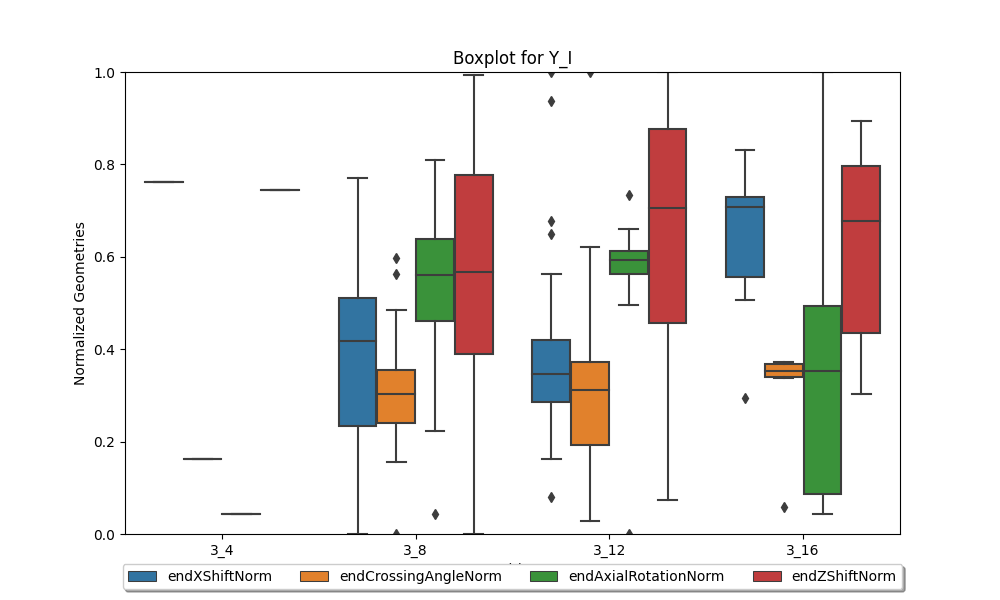 Boxplot for Y_I
1.0
0.8
0.6
0.4
0.2
0.0
Normalized Geometries
3_4
3_8
3_12
3_16
endXShiftNorm
endCrossingAngleNorm
endAxialRotationNorm
endZShiftNorm